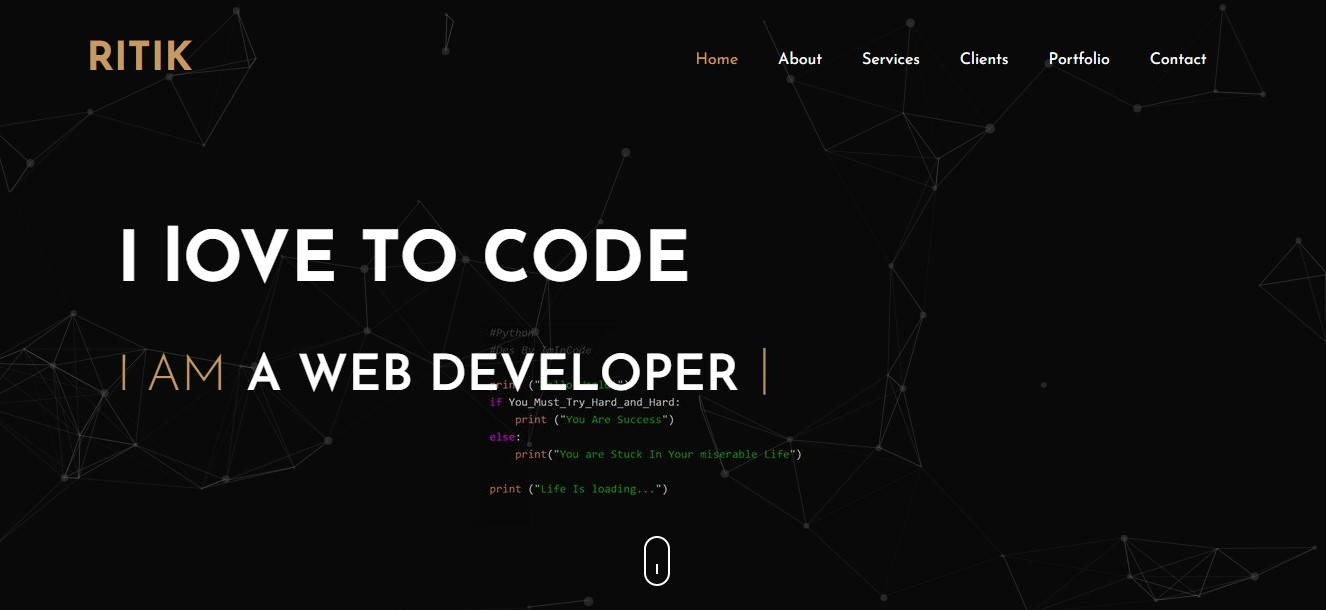 RITIK
Home About Services Clients Portfolio Contact
I lOVE TO CODE
#Python
#Des By ImInCode
I AM A WEB DEVELOPER |
print ("
if You_Must_Try_Hard_and_Hard:
print ("You Are Success")
else:
print("You are Stuck In Your miserable Life")
print ("Life Is loading...")